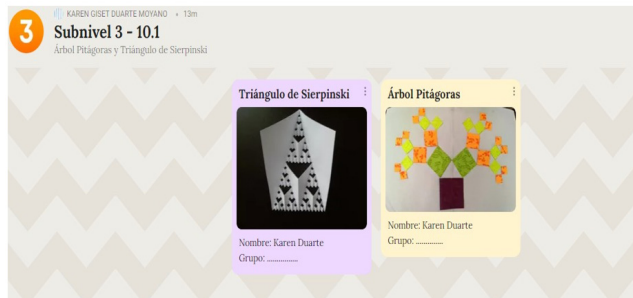 3
KAREN GISET DUARTE MOYANO • 13m
Subnivel 3 - 10.1
Árbol Pitágoras y Triángulo de Sierpinski
Triángulo de Sierpinski
Nombre: Karen Duarte
Grupo: ................
Árbol Pitágoras
Nombre: Karen Duarte
Grupo: ..............